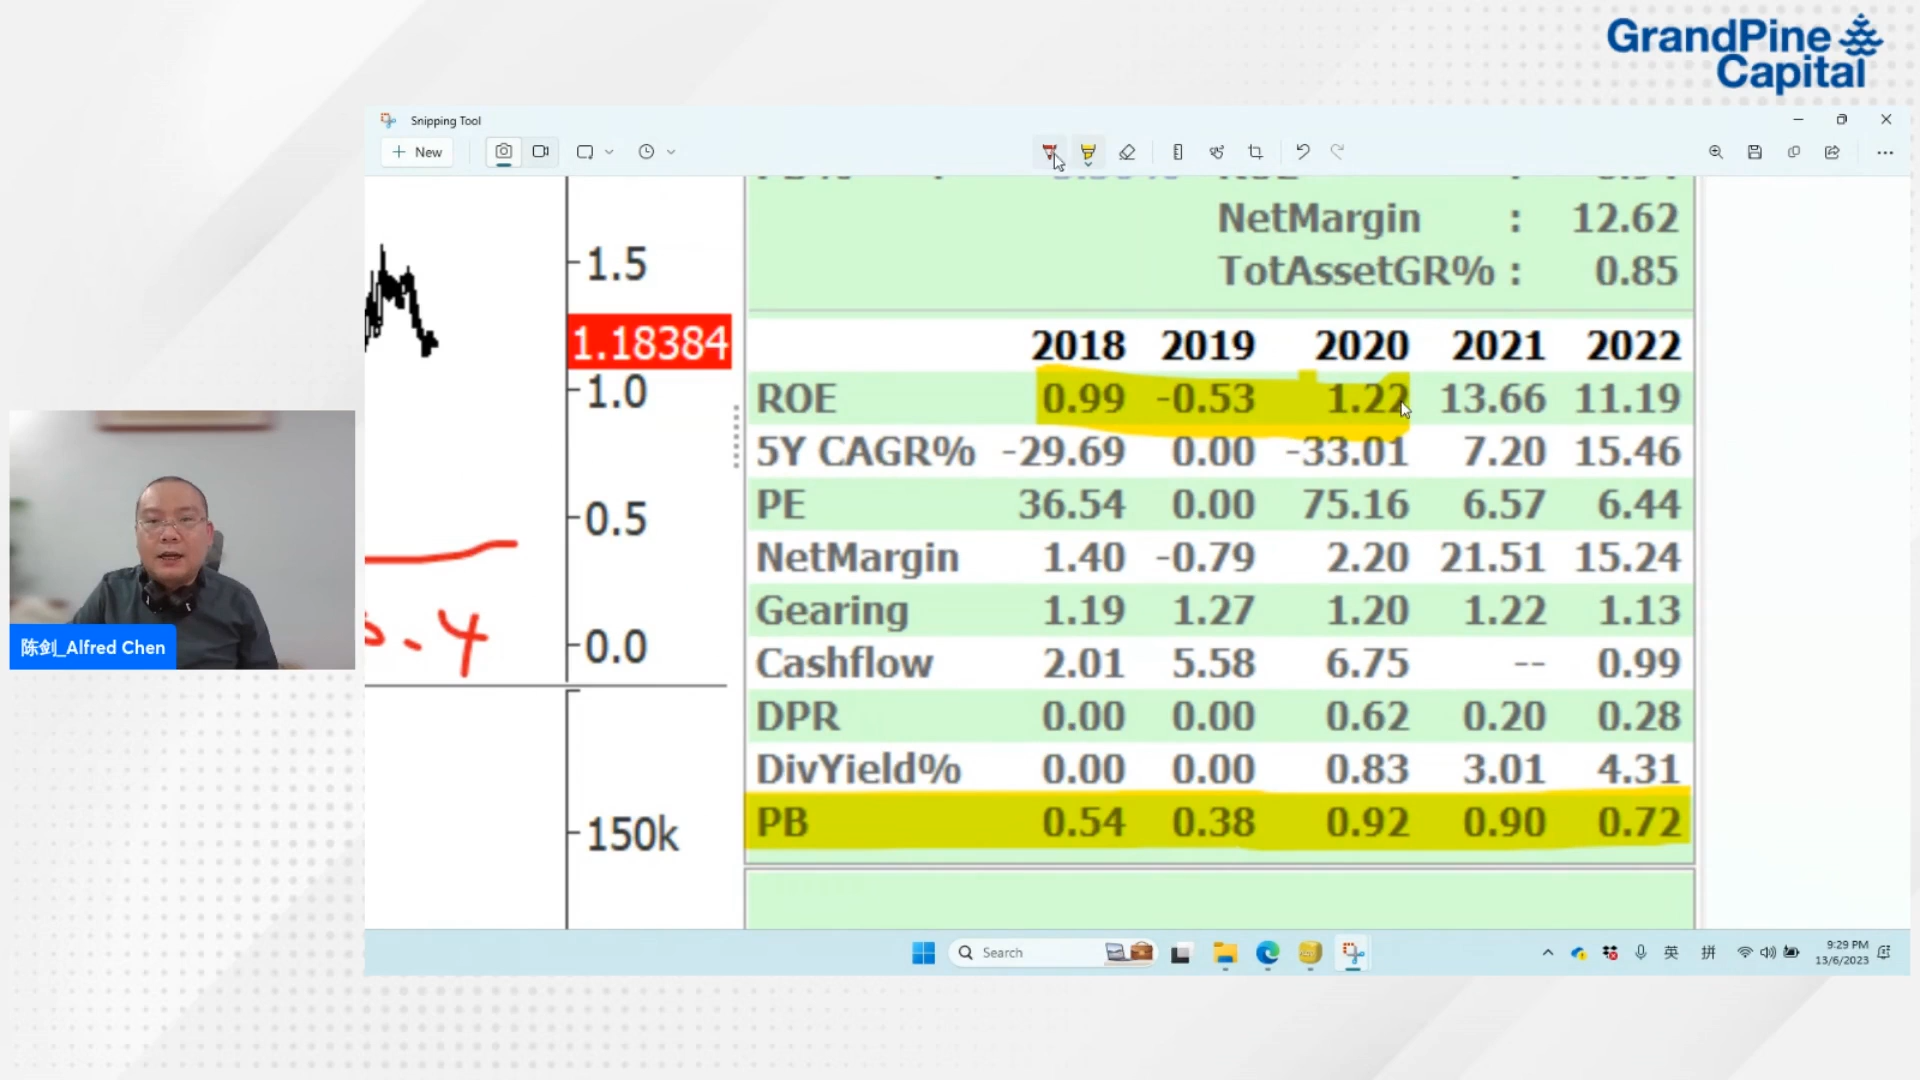 GrandPine
Capital
Snipping Tool
New
NetMargin : 12.62
TotAssetGR% : 0.85
1.5
1.18384
1.0
0.5
0.0
150k
.4
2018 2019 2020 2021 2022
ROE 0.99 -0.53 1.22 13.66 11.19
5Y CAGR% -29.69 0.00 -33.01 7.20 15.46
PE 36.54 0.00 75.16 6.57 6.44
NetMargin 1.40 -0.79 2.20 21.51 15.24
Gearing 1.19 1.27 1.20 1.22 1.13
Cashflow 2.01 5.58 6.75 -- 0.99
DPR 0.00 0.00 0.62 0.20 0.28
DivYield% 0.00 0.00 0.83 3.01 4.31
PB 0.54 0.38 0.92 0.90 0.72
陈剑_Alfred Chen
Search
英
拼
9:29 PM
13/6/2023